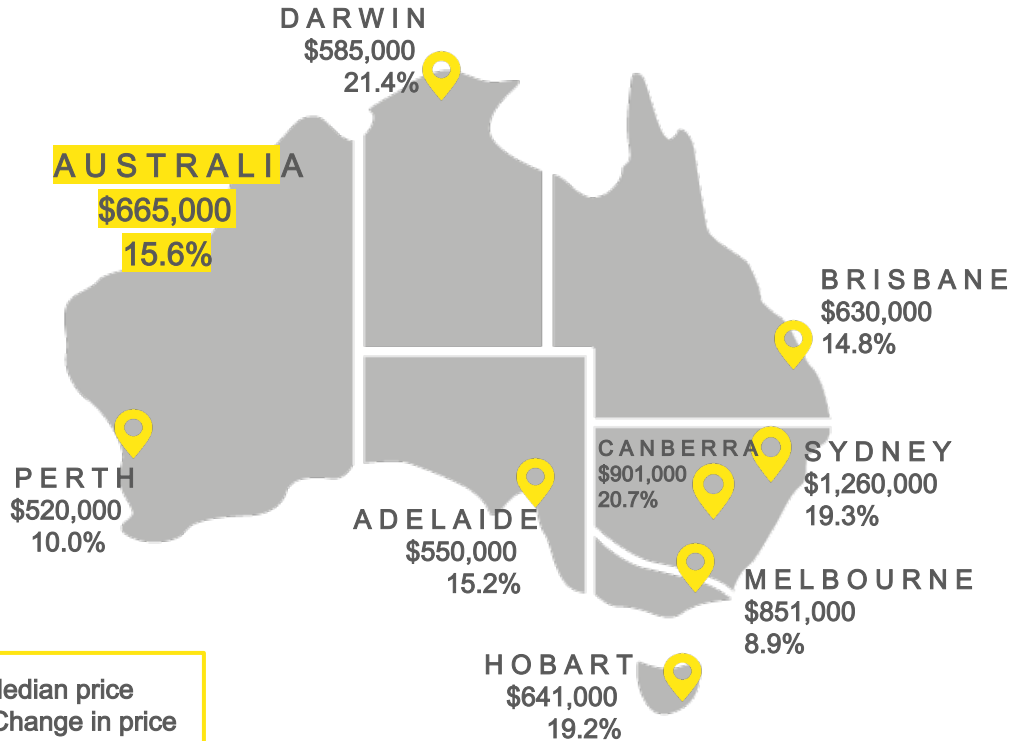 DARWIN
$585,000
21.4%
AUSTRALIA
$665,000
15.6%
BRISBANE
$630,000
14.8%
CANBERRA
$901,000
20.7%
SYDNEY
$1,260,000
19.3%
PERTH
$520,000
10.0%
ADELAIDE
$550,000
15.2%
MELBOURNE
$851,000
8.9%
HOBART
$641,000
19.2%
edian price
Change in price